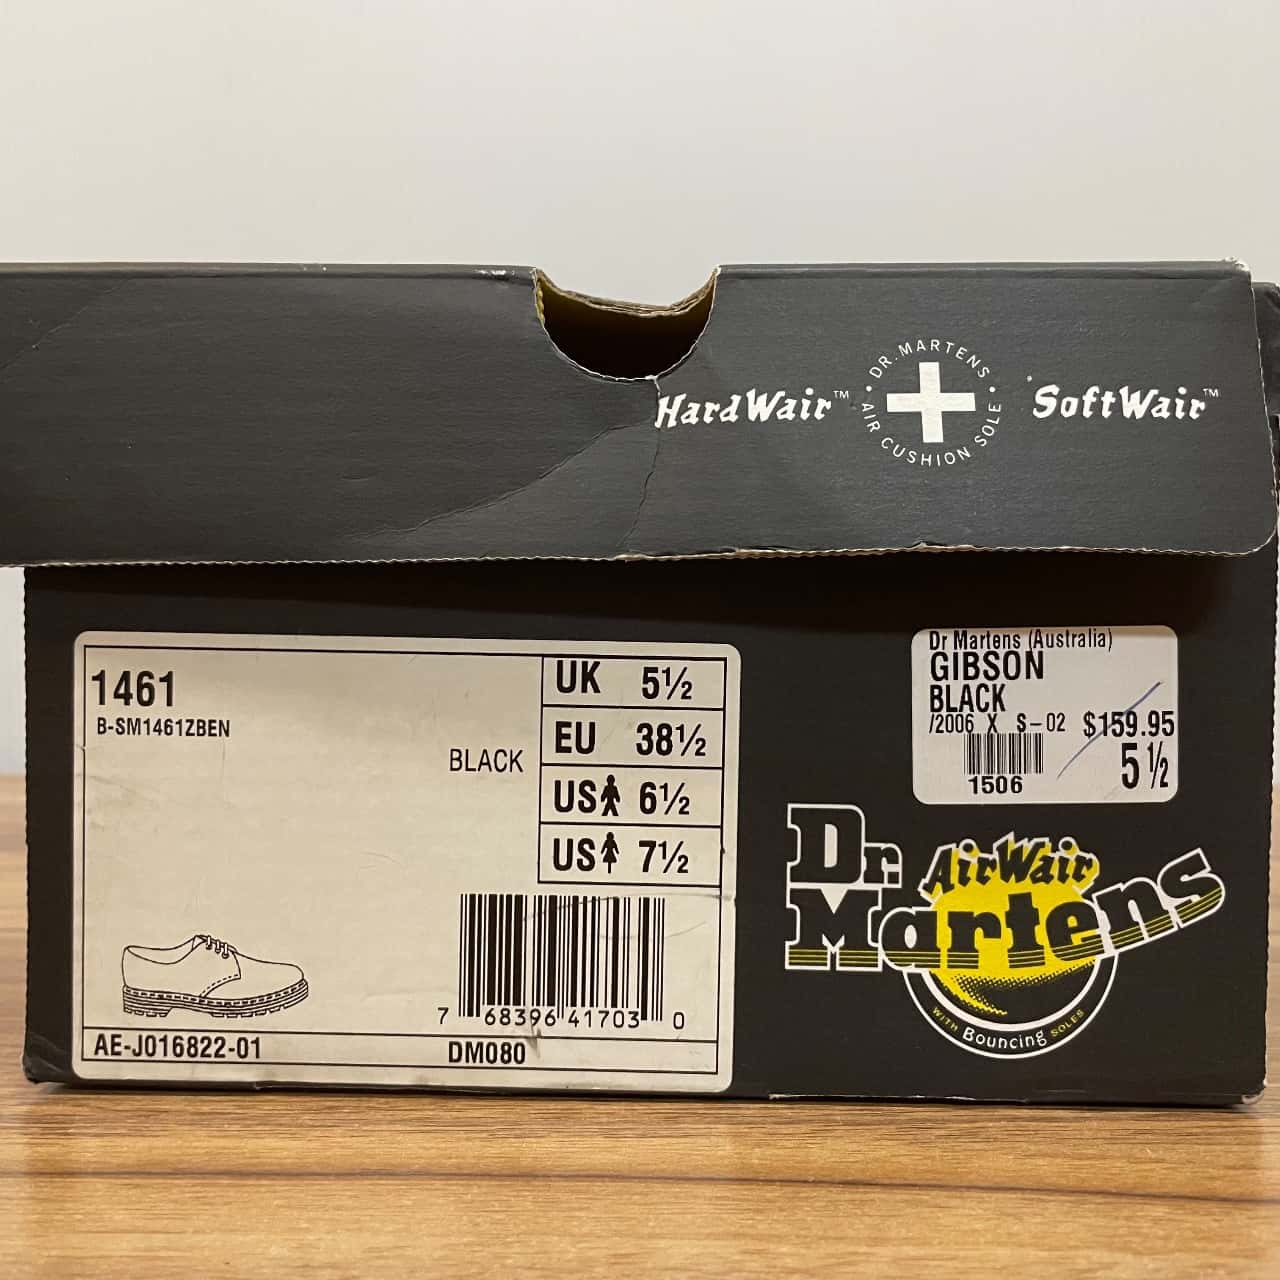 HardWair™
DR. MARTENS
AIR CUSHION SOLE
SoftWair™
1461
B-SM1461ZBEN
BLACK
UK 5½
EU 38½
US 6½
US 7½
7 68396 41703 0
AE-J016822-01
DM080
Dr Martens (Australia)
GIBSON
BLACK
/2006 X S-02 $159.95
1506
5½
Dr.
AirWair
Martens
WITH Bouncing SOLES